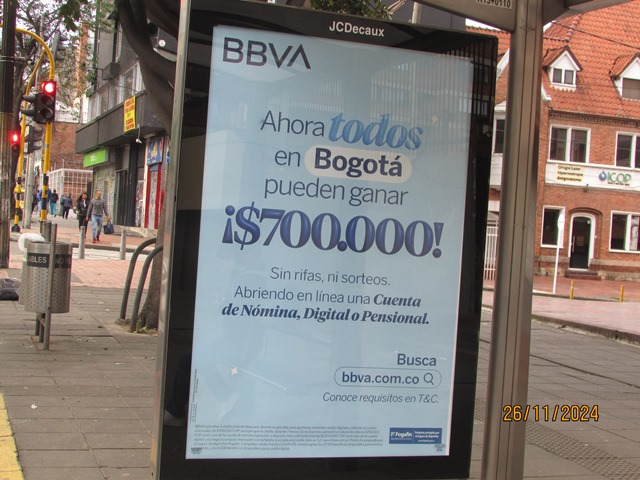 JCDecaux
BBVA
Ahora todos
en Bogotá
pueden ganar
¡$700.000!
Sin rifas, ni sorteos.
Abriendo en línea una Cuenta
de Nómina, Digital o Pensional.
Busca
bbva.com.co
Conoce requisitos en T&C.
Fogafín
ICOP
26/11/2024